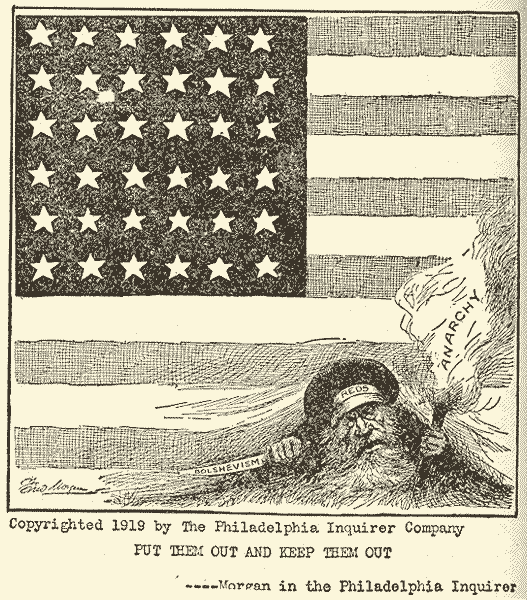 ANARCHY
REDS
BOLSHEVISM
Copyrighted 1919 by The Philadelphia Inquirer Company
PUT THEM OUT AND KEEP THEM OUT
----Morgan in the Philadelphia Inquirer